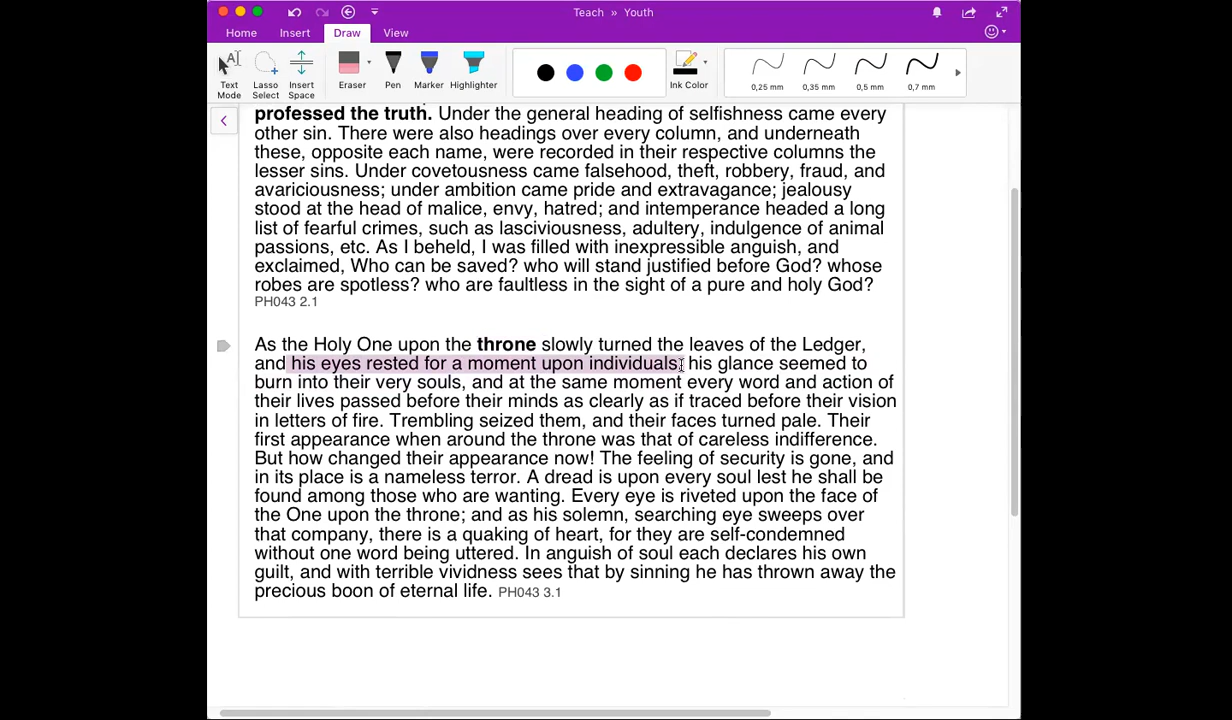 Teach » Youth
Home Insert Draw View
Text Mode
Lasso Select
Insert Space
Eraser
Pen
Marker
Highlighter
Ink Color
0,25 mm
0,35 mm
0,5 mm
0,7 mm
professed the truth. Under the general heading of selfishness came every
other sin. There were also headings over every column, and underneath
these, opposite each name, were recorded in their respective columns the
lesser sins. Under covetousness came falsehood, theft, robbery, fraud, and
avariciousness; under ambition came pride and extravagance; jealousy
stood at the head of malice, envy, hatred; and intemperance headed a long
list of fearful crimes, such as lasciviousness, adultery, indulgence of animal
passions, etc. As I beheld, I was filled with inexpressible anguish, and
exclaimed, Who can be saved? who will stand justified before God? whose
robes are spotless? who are faultless in the sight of a pure and holy God?
PH043 2.1
As the Holy One upon the throne slowly turned the leaves of the Ledger,
and his eyes rested for a moment upon individuals, his glance seemed to
burn into their very souls, and at the same moment every word and action of
their lives passed before their minds as clearly as if traced before their vision
in letters of fire. Trembling seized them, and their faces turned pale. Their
first appearance when around the throne was that of careless indifference.
But how changed their appearance now! The feeling of security is gone, and
in its place is a nameless terror. A dread is upon every soul lest he shall be
found among those who are wanting. Every eye is riveted upon the face of
the One upon the throne; and as his solemn, searching eye sweeps over
that company, there is a quaking of heart, for they are self-condemned
without one word being uttered. In anguish of soul each declares his own
guilt, and with terrible vividness sees that by sinning he has thrown away the
precious boon of eternal life. PH043 3.1